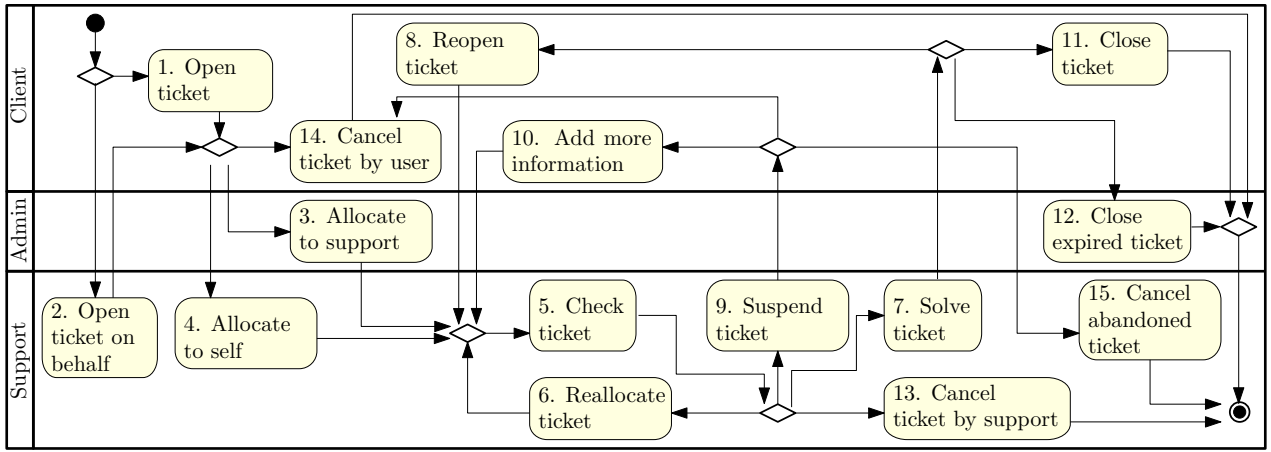 Client
8. Reopen
ticket
11. Close
ticket
1. Open
ticket
14. Cancel
ticket by user
10. Add more
information
Admin
3. Allocate
to support
12. Close
expired ticket
Support
2. Open
ticket on
behalf
4. Allocate
to self
5. Check
ticket
9. Suspend
ticket
7. Solve
ticket
15. Cancel
abandoned
ticket
6. Reallocate
ticket
13. Cancel
ticket by support